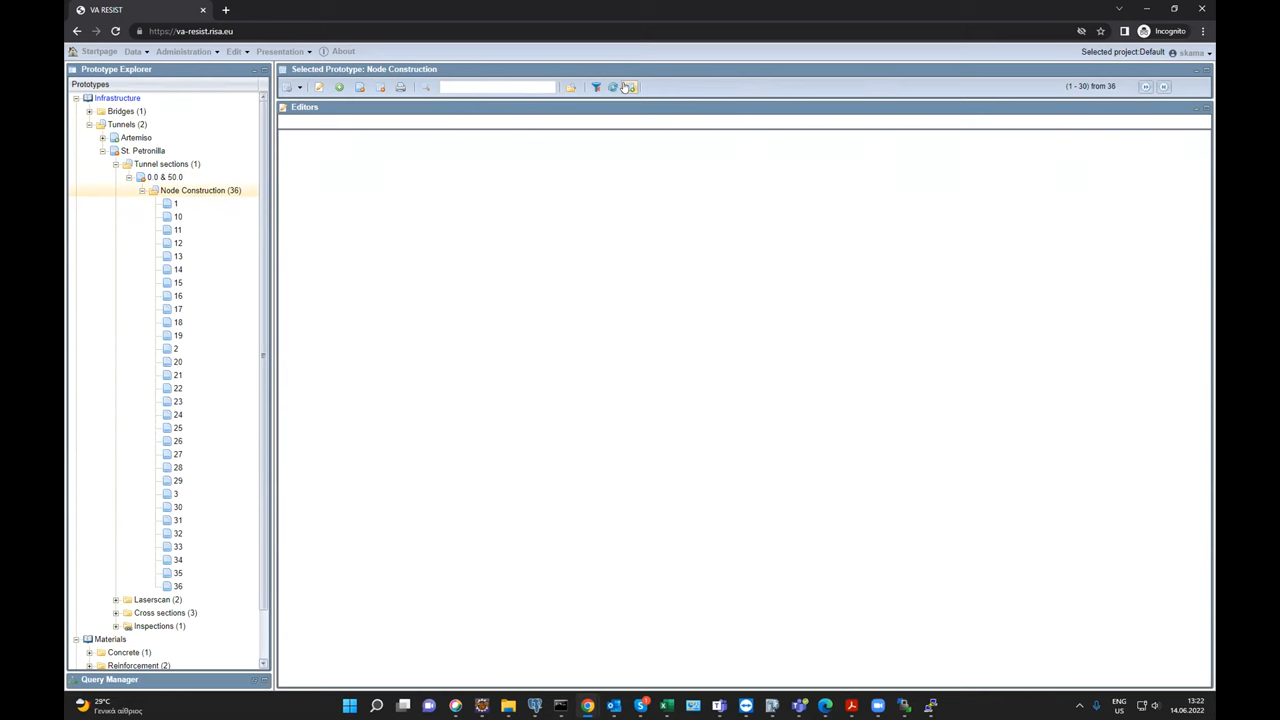 VA RESIST
https://va-resist.risa.eu
Incognito
Startpage Data Administration Edit Presentation About
Selected project:Default skama
Prototype Explorer
Prototypes
Infrastructure
Bridges (1)
Tunnels (2)
Artemiso
St. Petronilla
Tunnel sections (1)
0.0 & 50.0
Node Construction (36)
1
10
11
12
13
14
15
16
17
18
19
2
20
21
22
23
24
25
26
27
28
29
3
30
31
32
33
34
35
36
Laserscan (2)
Cross sections (3)
Inspections (1)
Materials
Concrete (1)
Reinforcement (2)
Query Manager
Selected Prototype: Node Construction
(1 - 30) from 36
Editors
29°C
Γενικά αίθριος
ENG
US
13:22
14.06.2022